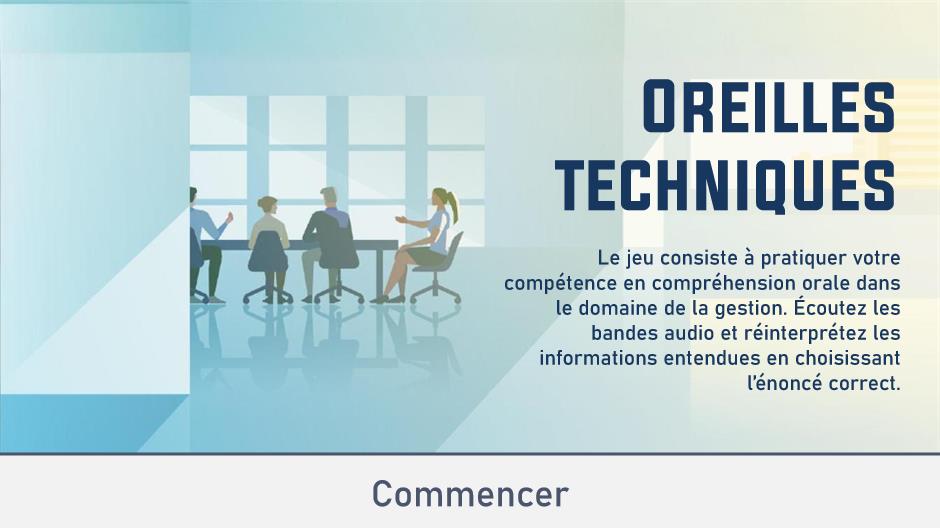 OREILLES
TECHNIQUES
Le jeu consiste à pratiquer votre
compétence en compréhension orale dans
le domaine de la gestion. Écoutez les
bandes audio et réinterprétez les
informations entendues en choisissant
l'énoncé correct.
Commencer